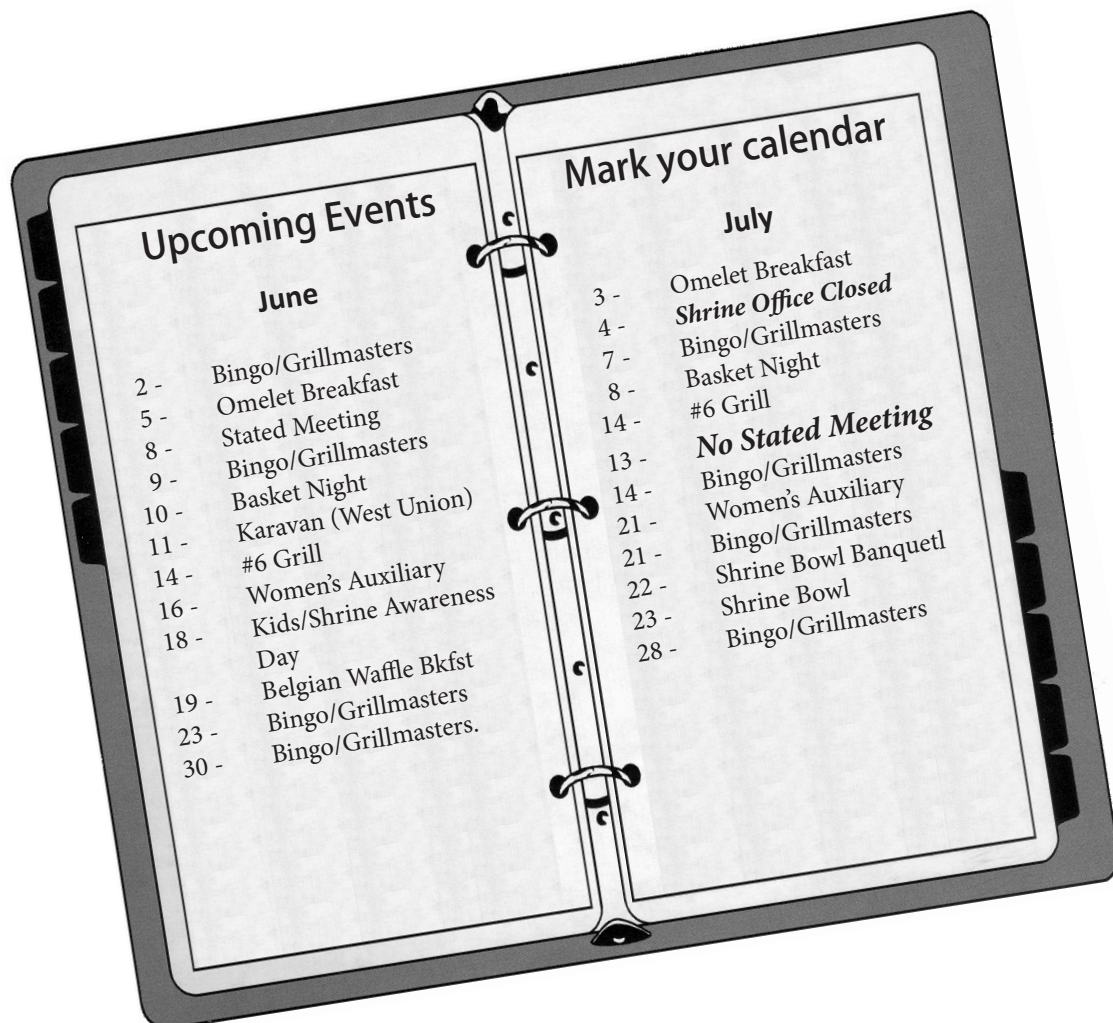 Upcoming Events
June
2 - Bingo/Grillmasters
5 - Omelet Breakfast
8 - Stated Meeting
9 - Bingo/Grillmasters
10 - Basket Night
11 - Karavan (West Union)
14 - #6 Grill
16 - Women's Auxiliary
18 - Kids/Shrine Awareness
Day
19 - Belgian Waffle Bkfst
23 - Bingo/Grillmasters
30 - Bingo/Grillmasters.
Mark your calendar
July
3 - Omelet Breakfast
4 - Shrine Office Closed
7 - Bingo/Grillmasters
8 - Basket Night
14 - #6 Grill
13 - No Stated Meeting
14 - Bingo/Grillmasters
21 - Women's Auxiliary
21 - Bingo/Grillmasters
22 - Shrine Bowl Banquetl
23 - Shrine Bowl
28 - Bingo/Grillmasters